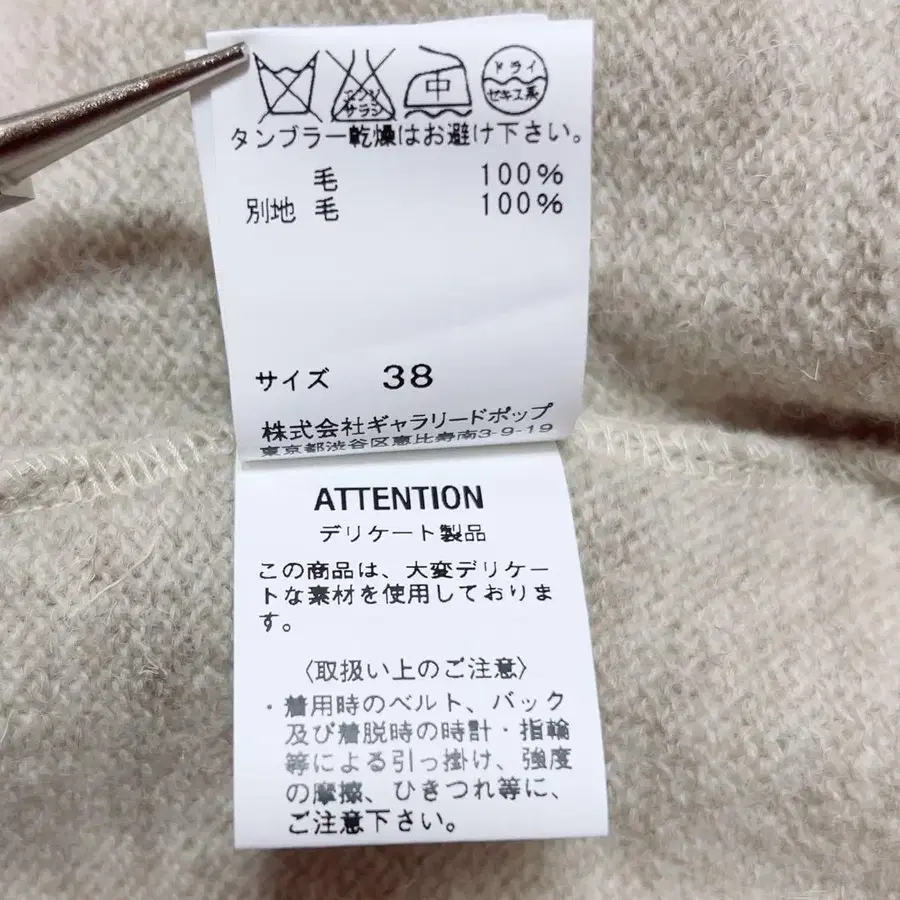 中
エンソ
サラシ
ドライ
セキユ系
タンブラー乾燥はお避け下さい。
毛 100%
別地 毛 100%
サイズ 38
株式会社ギャラリードポップ
東京都渋谷区恵比寿南3-9-19
ATTENTION
デリケート製品
この商品は、大変デリケー
トな素材を使用しておりま
す。
〈取扱い上のご注意〉
・着用時のベルト、バック
及び着脱時の時計・指輪
等による引っ掛け、強度
の摩擦、ひきつれ等に、
ご注意下さい。